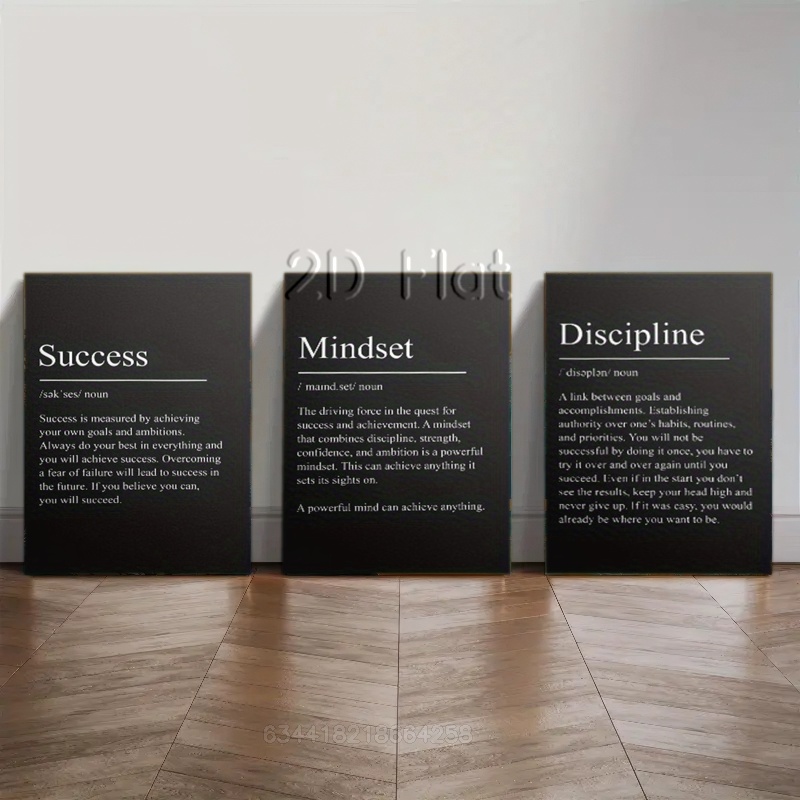 2D Flat
Success
/sək'ses/ noun
Success is measured by achieving
your own goals and ambitions.
Always do your best in everything and
you will achieve success. Overcoming
a fear of failure will lead to success in
the future. If you believe you can,
you will succeed.
Mindset
/ˈmaɪnd.set/ noun
The driving force in the quest for
success and achievement. A mindset
that combines discipline, strength,
confidence, and ambition is a powerful
mindset. This can achieve anything it
sets its sights on.
A powerful mind can achieve anything.
Discipline
/ˈdisəplən/ noun
A link between goals and
accomplishments. Establishing
authority over one's habits, routines,
and priorities. You will not be
successful by doing it once, you have to
try it over and over again until you
succeed. Even if in the start you don't
see the results, keep your head high and
never give up. If it was easy, you would
already be where you want to be.
634418218664258